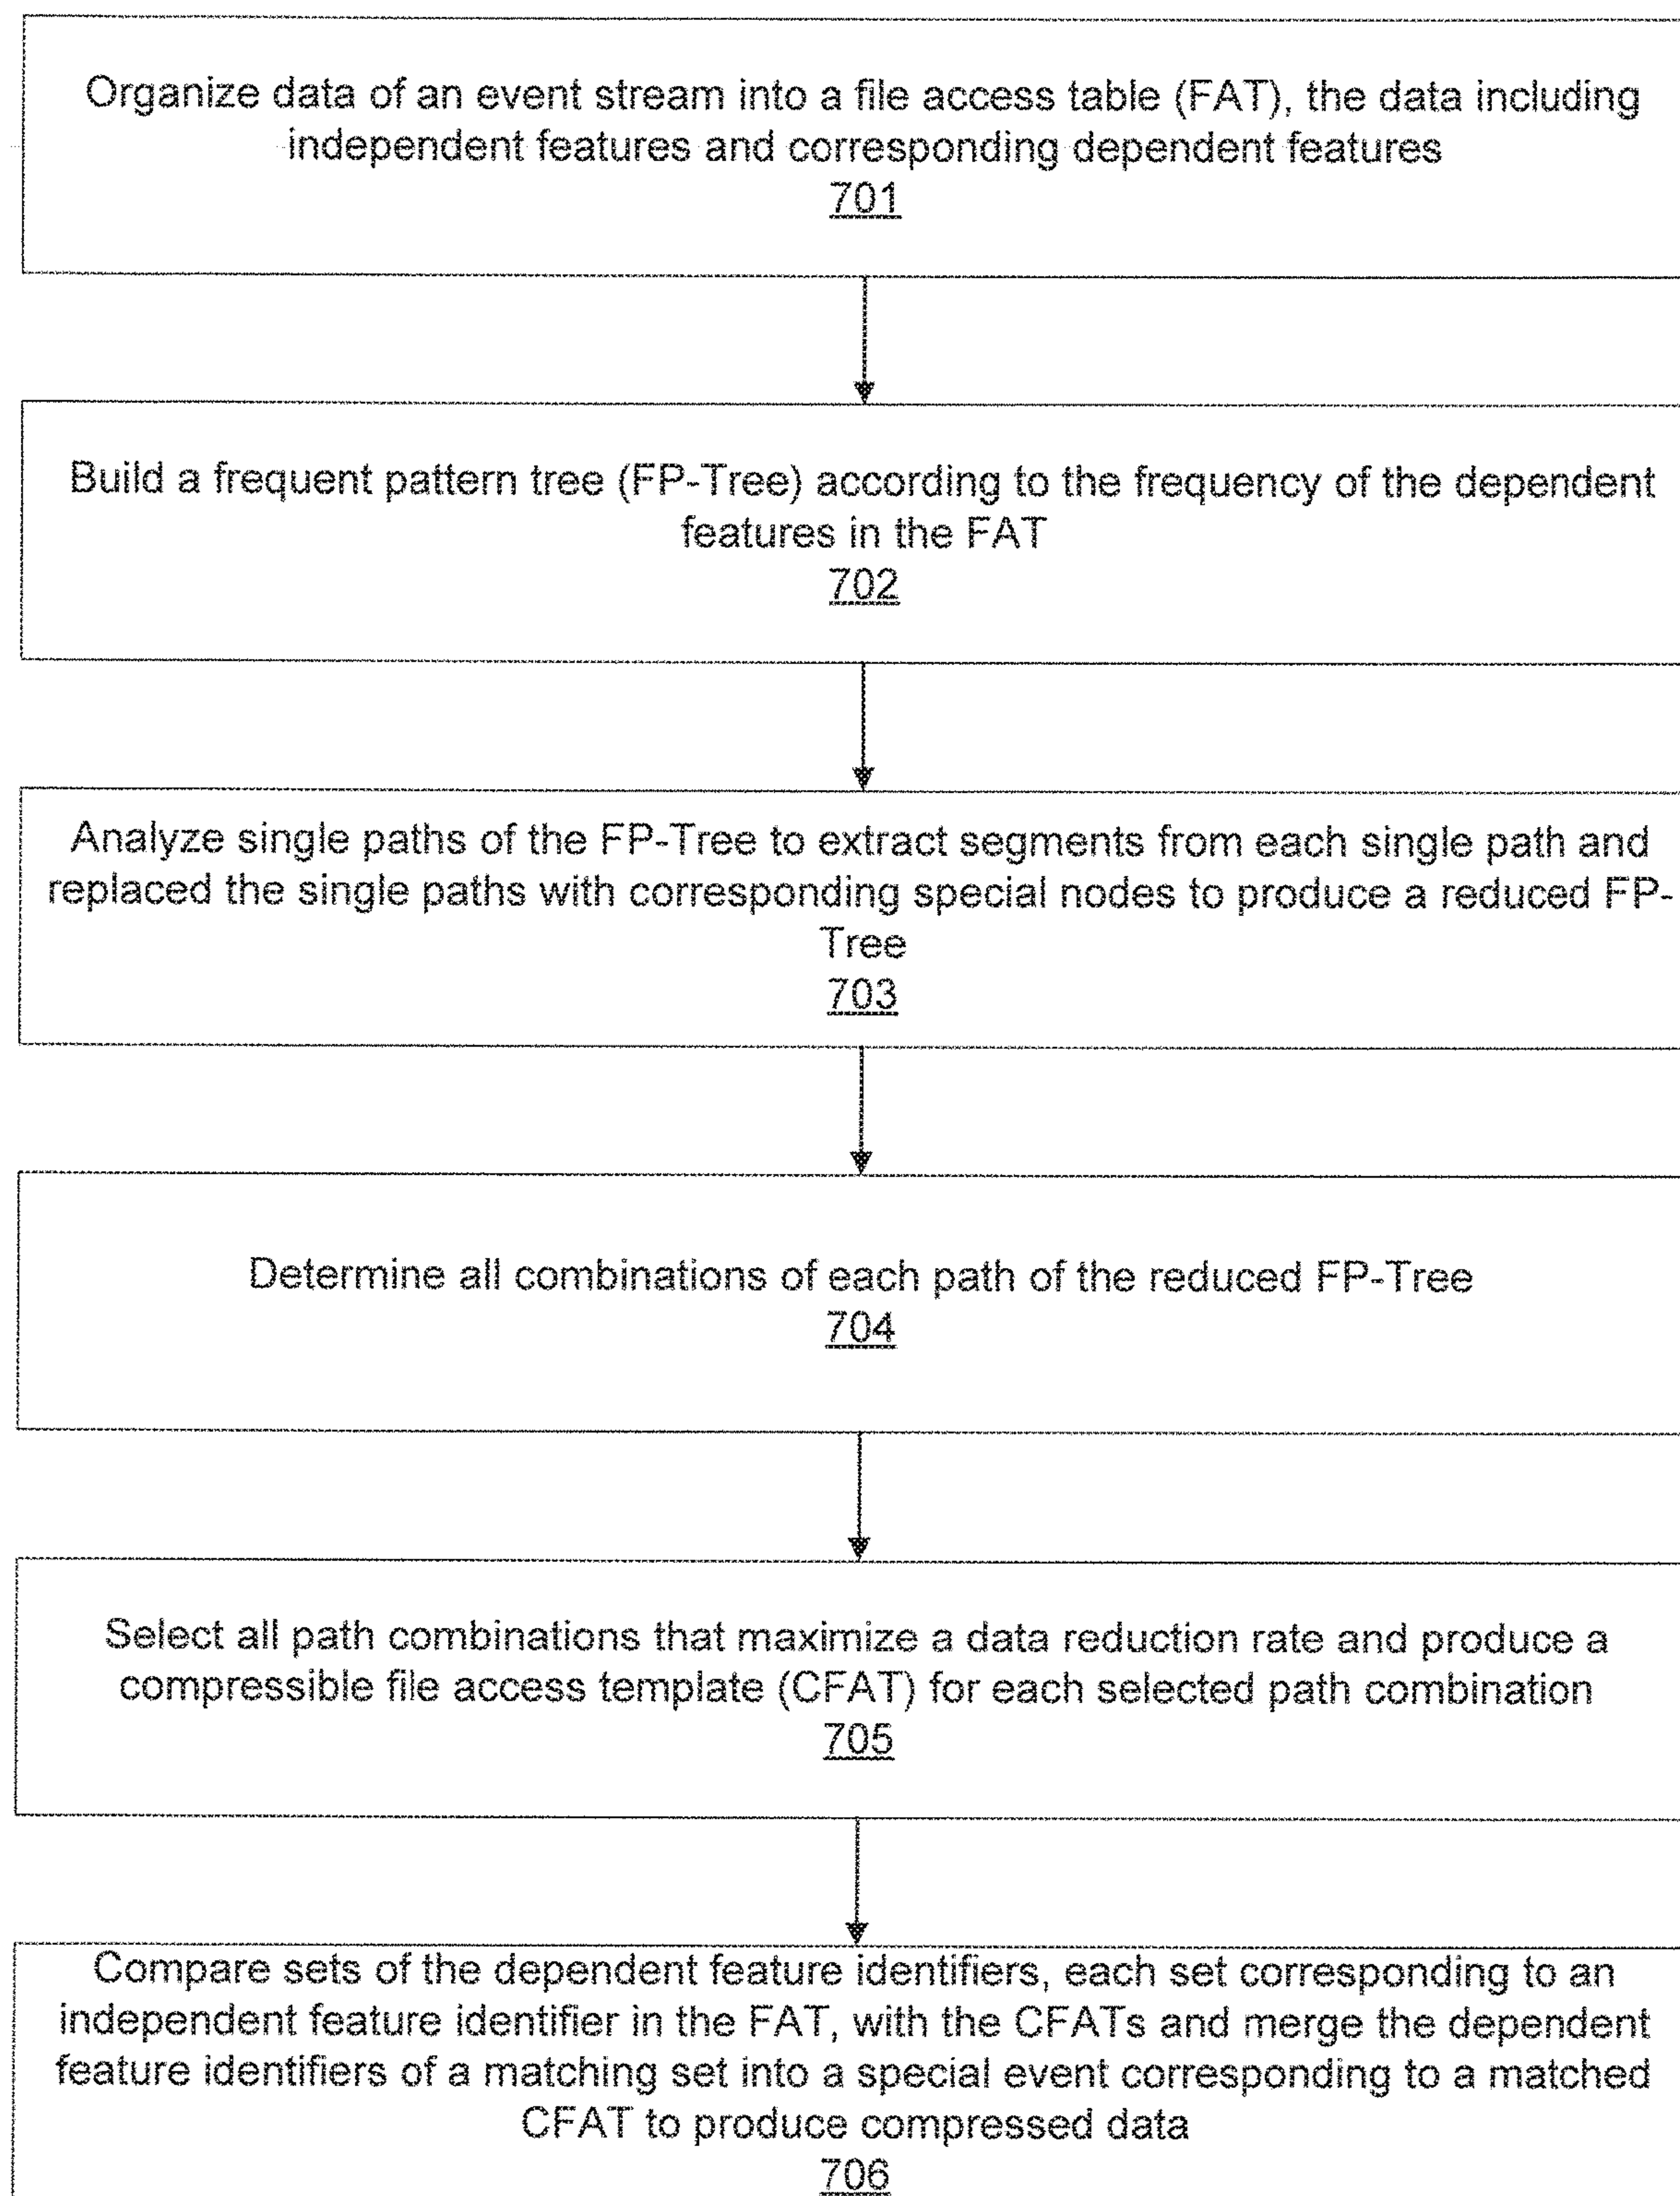 Organize data of an event stream into a file access table (FAT), the data including
independent features and corresponding dependent features
701
Build a frequent pattern tree (FP-Tree) according to the frequency of the dependent
features in the FAT
702
Analyze single paths of the FP-Tree to extract segments from each single path and
replaced the single paths with corresponding special nodes to produce a reduced FP-
Tree
703
Determine all combinations of each path of the reduced FP-Tree
704
Select all path combinations that maximize a data reduction rate and produce a
compressible file access template (CFAT) for each selected path combination
705
Compare sets of the dependent feature identifiers, each set corresponding to an
independent feature identifier in the FAT, with the CFATs and merge the dependent
feature identifiers of a matching set into a special event corresponding to a matched
CFAT to produce compressed data
706